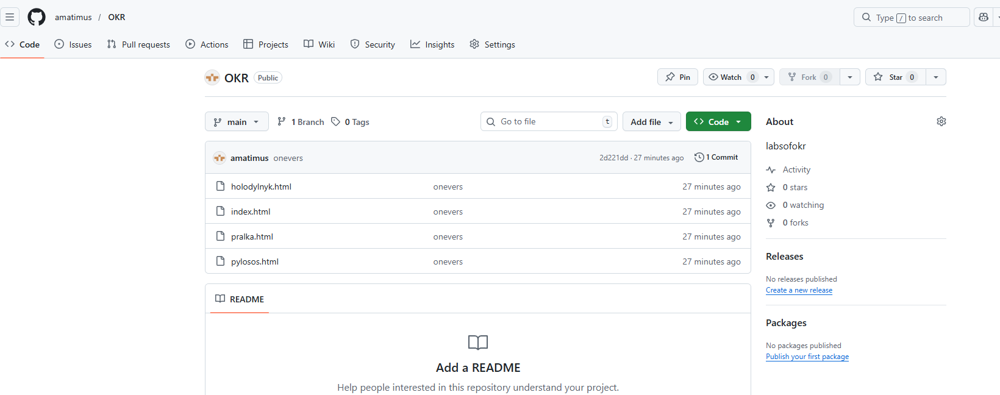 amatimus / OKR
Type / to search
Code Issues Pull requests Actions Projects Wiki Security Insights Settings
OKR Public
Pin Watch 0 Fork 0 Star 0
main 1 Branch 0 Tags Go to file t Add file Code
amatimus onevers 2d221dd · 27 minutes ago 1 Commit
holodylnyk.html onevers 27 minutes ago
index.html onevers 27 minutes ago
pralka.html onevers 27 minutes ago
pylosos.html onevers 27 minutes ago
README
Add a README
Help people interested in this repository understand your project.
About
labsofokr
Activity
0 stars
0 watching
0 forks
Releases
No releases published
Create a new release
Packages
No packages published
Publish your first package